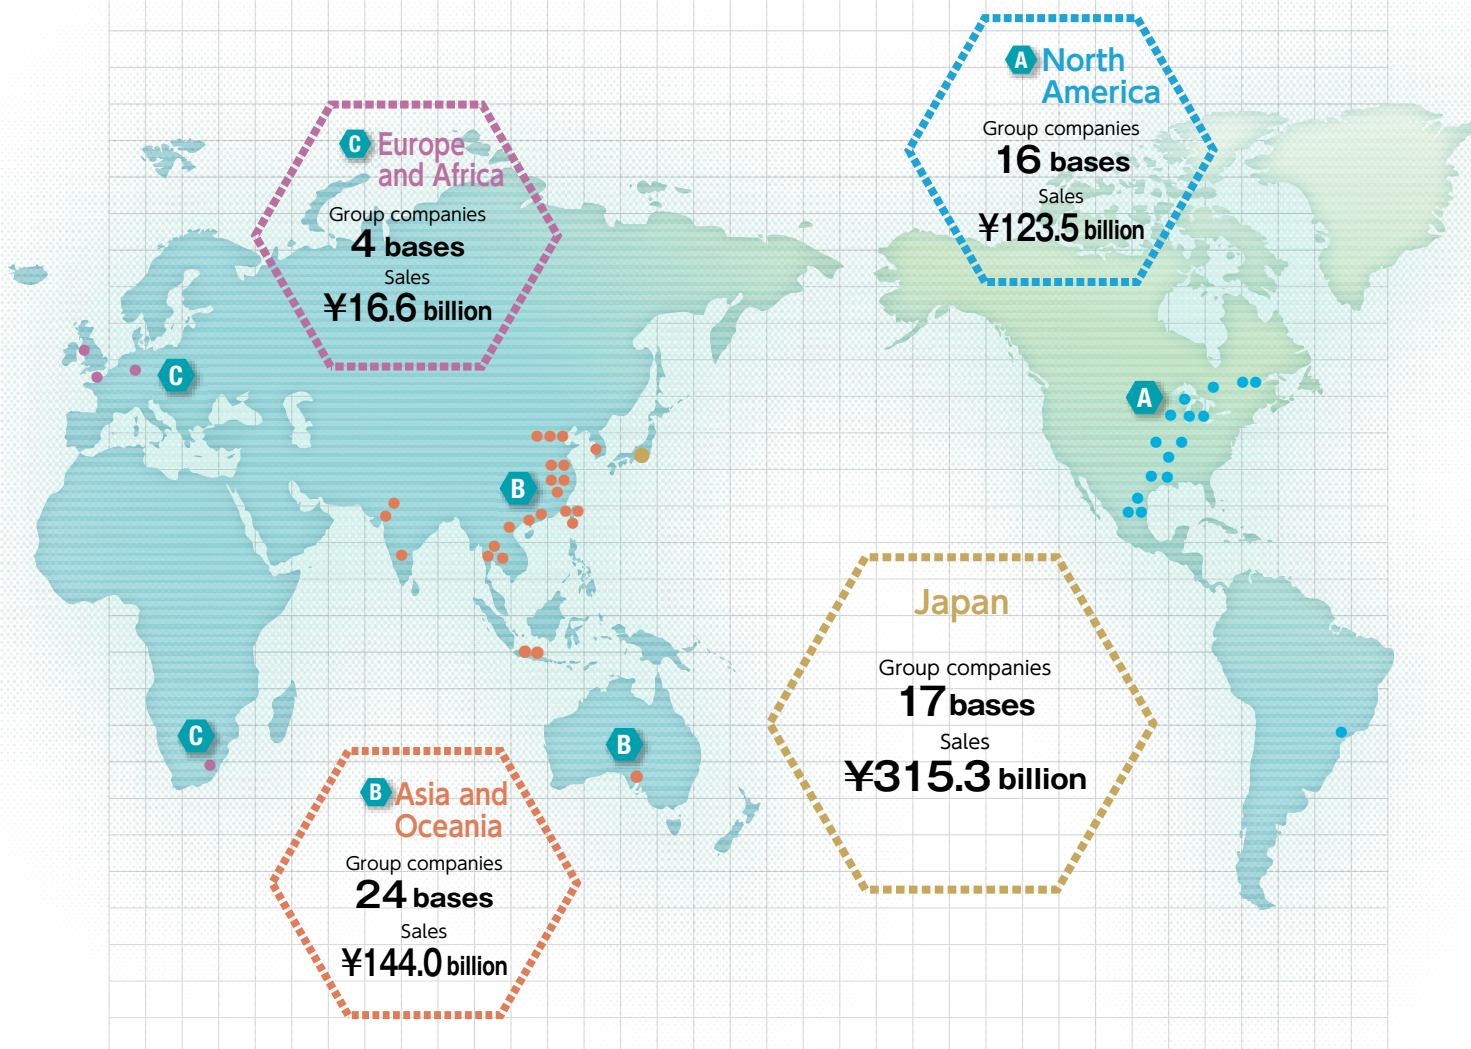 A North
America
Group companies
16 bases
Sales
¥123.5 billion
C Europe
and Africa
Group companies
4 bases
Sales
¥16.6 billion
C
A
B
Japan
Group companies
17 bases
Sales
¥315.3 billion
C
B
B Asia and
Oceania
Group companies
24 bases
Sales
¥144.0 billion